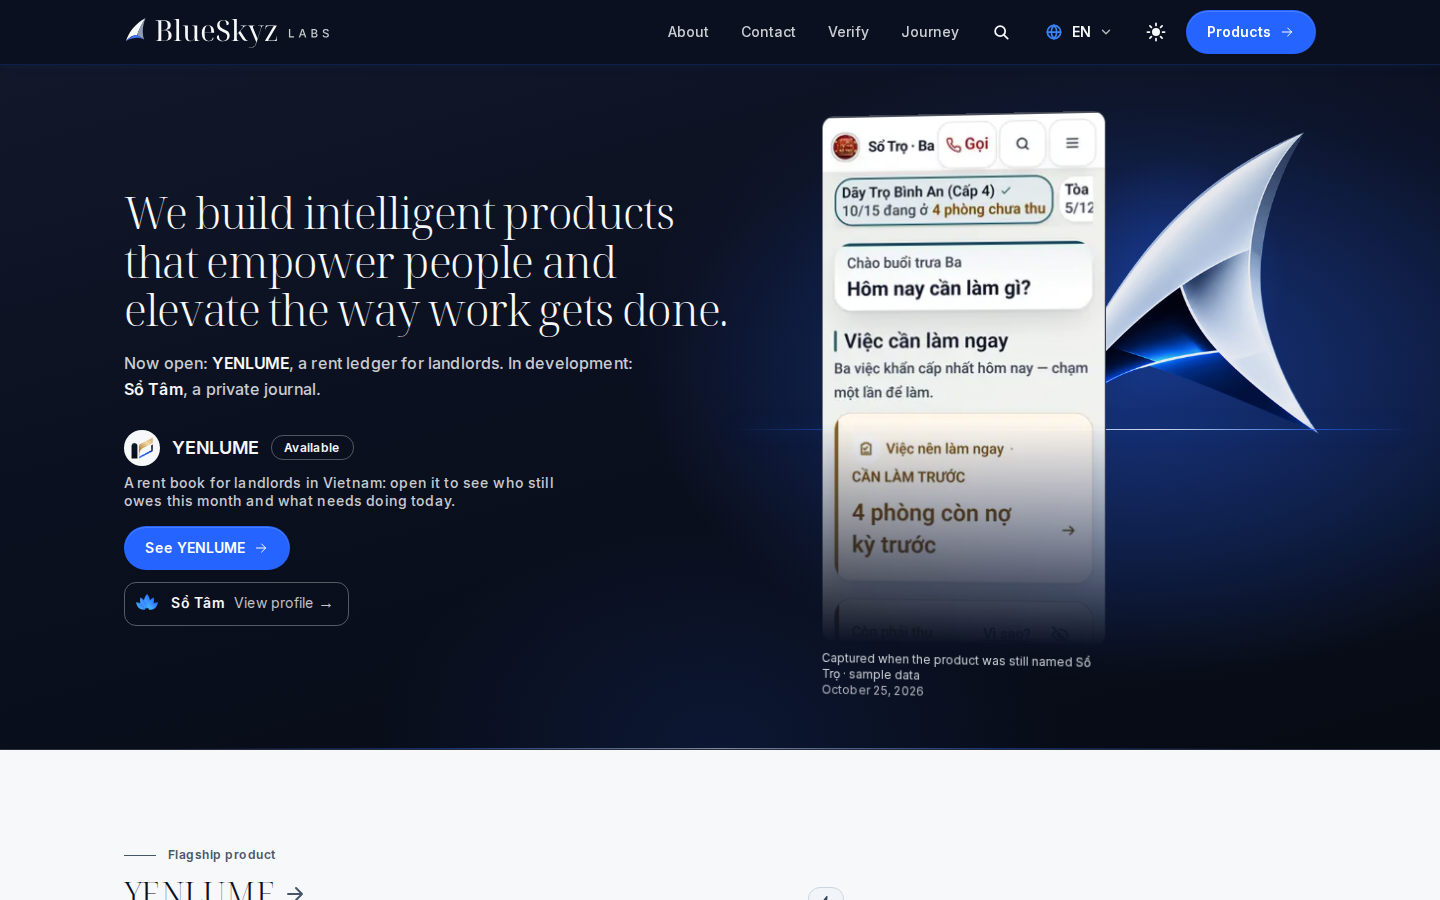 BlueSkyz LABS
About
Contact
Verify
Journey
EN
Products →
We build intelligent products
that empower people and
elevate the way work gets done.
Now open: YENLUME, a rent ledger for landlords. In development:
Sổ Tâm, a private journal.
YENLUME
Available
A rent book for landlords in Vietnam: open it to see who still
owes this month and what needs doing today.
See YENLUME →
Sổ Tâm View profile →
Sổ Trọ · Ba
Gọi
Dãy Trọ Bình An (Cấp 4) ✓
10/15 đang ở 4 phòng chưa thu
Tòa
5/12
Chào buổi trưa Ba
Hôm nay cần làm gì?
Việc cần làm ngay
Ba việc khẩn cấp nhất hôm nay — chạm
một lần để làm.
Việc nên làm ngay ·
CẦN LÀM TRƯỚC
4 phòng còn nợ
kỳ trước
→
Còn phải thu
Vì sao?
Captured when the product was still named Sổ
Trọ · sample data
October 25, 2026
Flagship product
YENLUME →